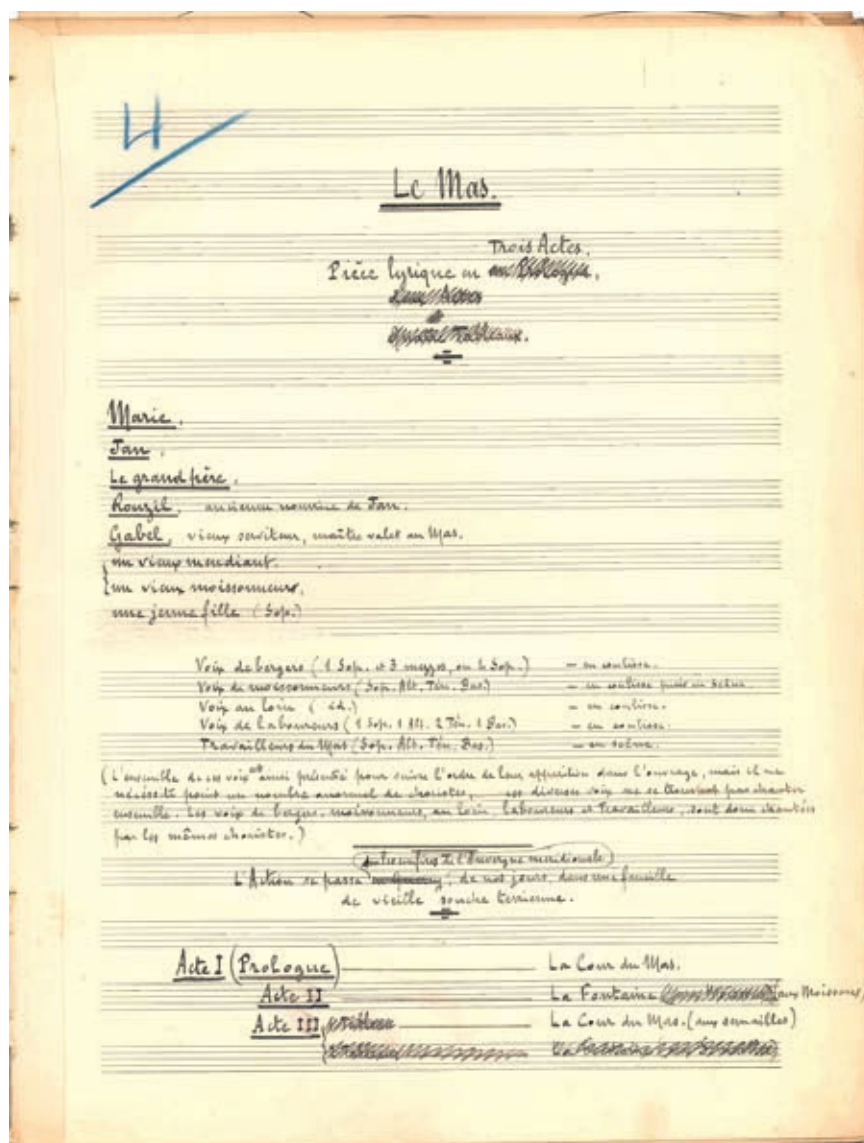 4
Le Mas.
Trois Actes.
Pièce lyrique en
Marie.
Jan.
Le grand père.
Rouzil, ancienne nourrice de Jan.
Gabel, vieux serviteur, maître valet au Mas.
un vieux mendiant.
un vieux moissonneur.
une jeune fille (Sop.)
Voix de bergers (1 Sop. et 3 mezzos, ou 4 Sop.) — en coulisse.
Voix de moissonneurs (Sop. Alt. Tén. Bas.) — en coulisse puis en scène.
Voix au loin (id.) — en coulisse.
Voix de laboureurs (1 Sop. 1 Alt. 2 Tén. 1 Bas.) — en coulisse.
Travailleurs du Mas (Sop. Alt. Tén. Bas.) — en scène.
(L'ensemble de ces voix est ainsi présenté pour suivre l'ordre de leur apparition dans l'ouvrage, mais il ne
nécessite point un nombre anormal de choristes, ces diverses voix ne se trouvant pas chanter
ensemble. Les voix de bergers, moissonneurs, au loin, laboureurs et Travailleurs, sont donc chantées
par les mêmes choristes.)
aux confins de l'Auvergne meridionale)
L'Action se passe en Quercy, de nos jours, dans une famille
de vieille souche terrienne.
Acte I (Prologue) La Cour du Mas.
Acte II La Fontaine (aux Moissons)
Acte III La Cour du Mas. (aux semailles)